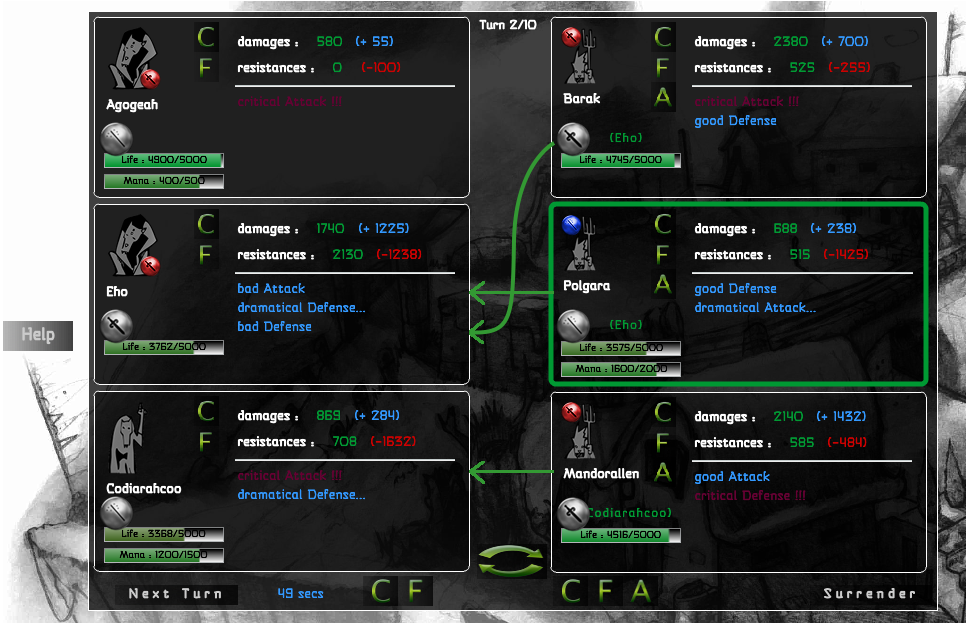 Turn 2/10
C
F
damages : 580 (+ 55)
resistances : 0 (-100)
critical Attack !!!
Agogeah
Life : 4900/5000
Mana : 400/500
C
F
A
damages : 2380 (+ 700)
resistances : 525 (-255)
critical Attack !!!
good Defense
Barak
(Eho)
Life : 4745/5000
C
F
damages : 1740 (+ 1225)
resistances : 2130 (-1238)
bad Attack
dramatical Defense...
bad Defense
Eho
Life : 3762/5000
C
F
A
damages : 688 (+ 238)
resistances : 515 (-1425)
good Defense
dramatical Attack...
Polgara
(Eho)
Life : 3575/5000
Mana : 1600/2000
Help
C
F
damages : 869 (+ 284)
resistances : 708 (-1632)
critical Attack !!!
dramatical Defense...
Codiarahcoo
Life : 3368/5000
Mana : 1200/1500
C
F
A
damages : 2140 (+ 1432)
resistances : 585 (-484)
good Attack
critical Defense !!!
Mandorallen
Codiarahcoo)
Life : 4516/5000
Next Turn 49 secs C F C F A Surrender